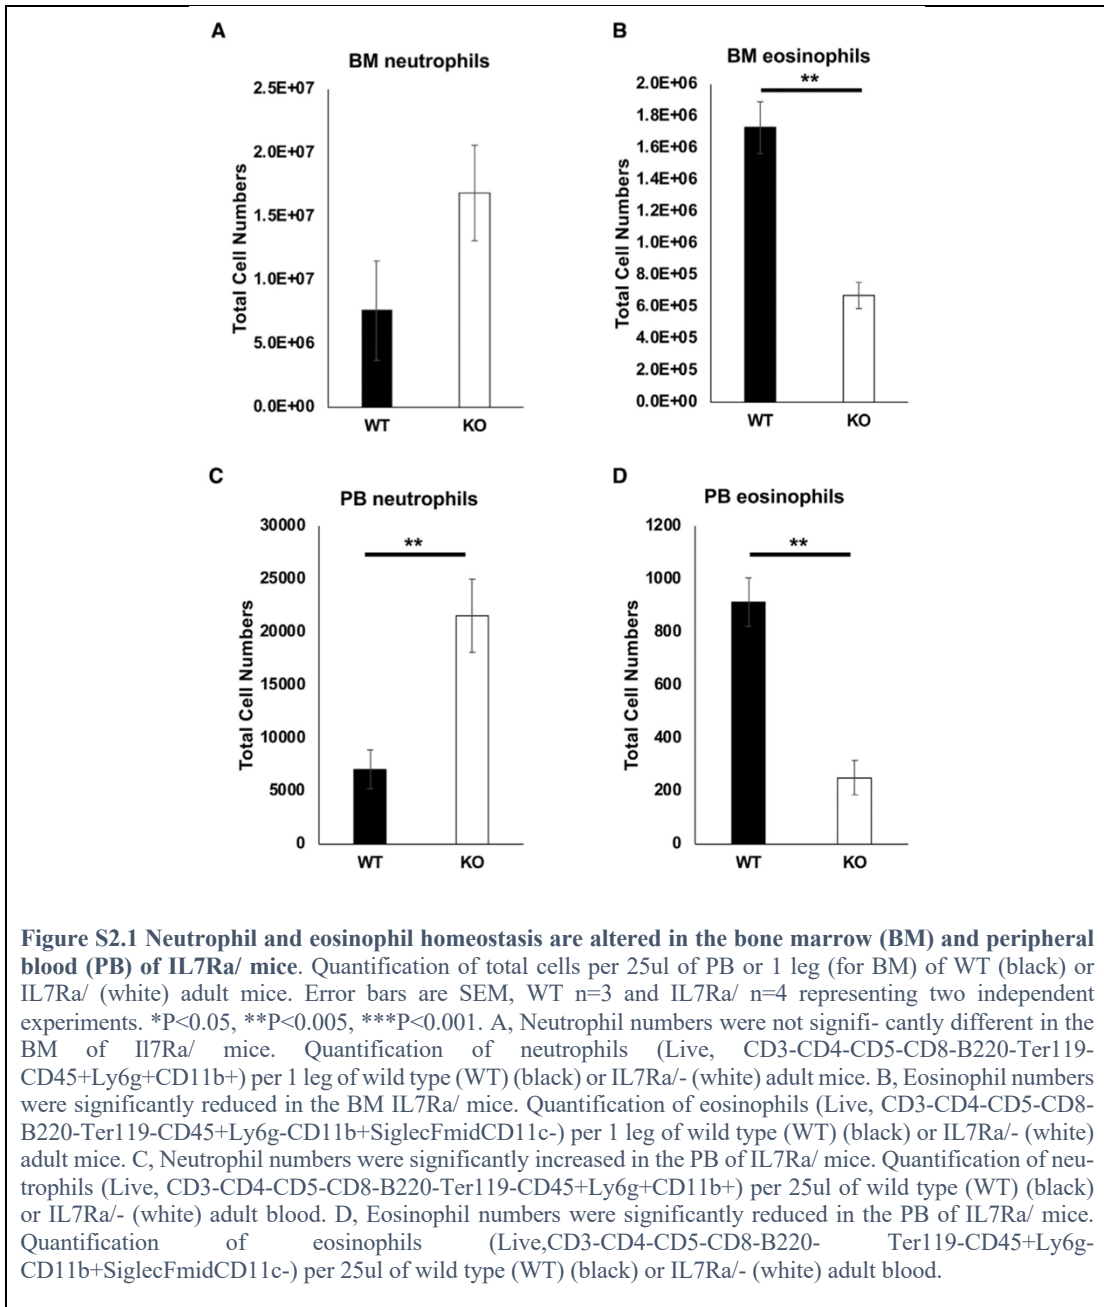 A
BM neutrophils
Total Cell Numbers
2.5E+07
2.0E+07
1.5E+07
1.0E+07
5.0E+06
0.0E+00
WT KO
B
BM eosinophils
**
Total Cell Numbers
2.0E+06
1.8E+06
1.6E+06
1.4E+06
1.2E+06
1.0E+06
8.0E+05
6.0E+05
4.0E+05
2.0E+05
0.0E+00
WT KO
C
PB neutrophils
**
Total Cell Numbers
30000
25000
20000
15000
10000
5000
0
WT KO
D
PB eosinophils
**
Total Cell Numbers
1200
1000
800
600
400
200
0
WT KO
Figure S2.1 Neutrophil and eosinophil homeostasis are altered in the bone marrow (BM) and peripheral
blood (PB) of IL7Ra/ mice. Quantification of total cells per 25ul of PB or 1 leg (for BM) of WT (black) or
IL7Ra/ (white) adult mice. Error bars are SEM, WT n=3 and IL7Ra/ n=4 representing two independent
experiments. *P<0.05, **P<0.005, ***P<0.001. A, Neutrophil numbers were not signifi- cantly different in the
BM of Il7Ra/ mice. Quantification of neutrophils (Live, CD3-CD4-CD5-CD8-B220-Ter119-
CD45+Ly6g+CD11b+) per 1 leg of wild type (WT) (black) or IL7Ra/- (white) adult mice. B, Eosinophil numbers
were significantly reduced in the BM IL7Ra/ mice. Quantification of eosinophils (Live, CD3-CD4-CD5-CD8-
B220-Ter119-CD45+Ly6g-CD11b+SiglecFmidCD11c-) per 1 leg of wild type (WT) (black) or IL7Ra/- (white)
adult mice. C, Neutrophil numbers were significantly increased in the PB of IL7Ra/ mice. Quantification of neu-
trophils (Live, CD3-CD4-CD5-CD8-B220-Ter119-CD45+Ly6g+CD11b+) per 25ul of wild type (WT) (black)
or IL7Ra/- (white) adult blood. D, Eosinophil numbers were significantly reduced in the PB of IL7Ra/ mice.
Quantification of eosinophils (Live,CD3-CD4-CD5-CD8-B220- Ter119-CD45+Ly6g-
CD11b+SiglecFmidCD11c-) per 25ul of wild type (WT) (black) or IL7Ra/- (white) adult blood.